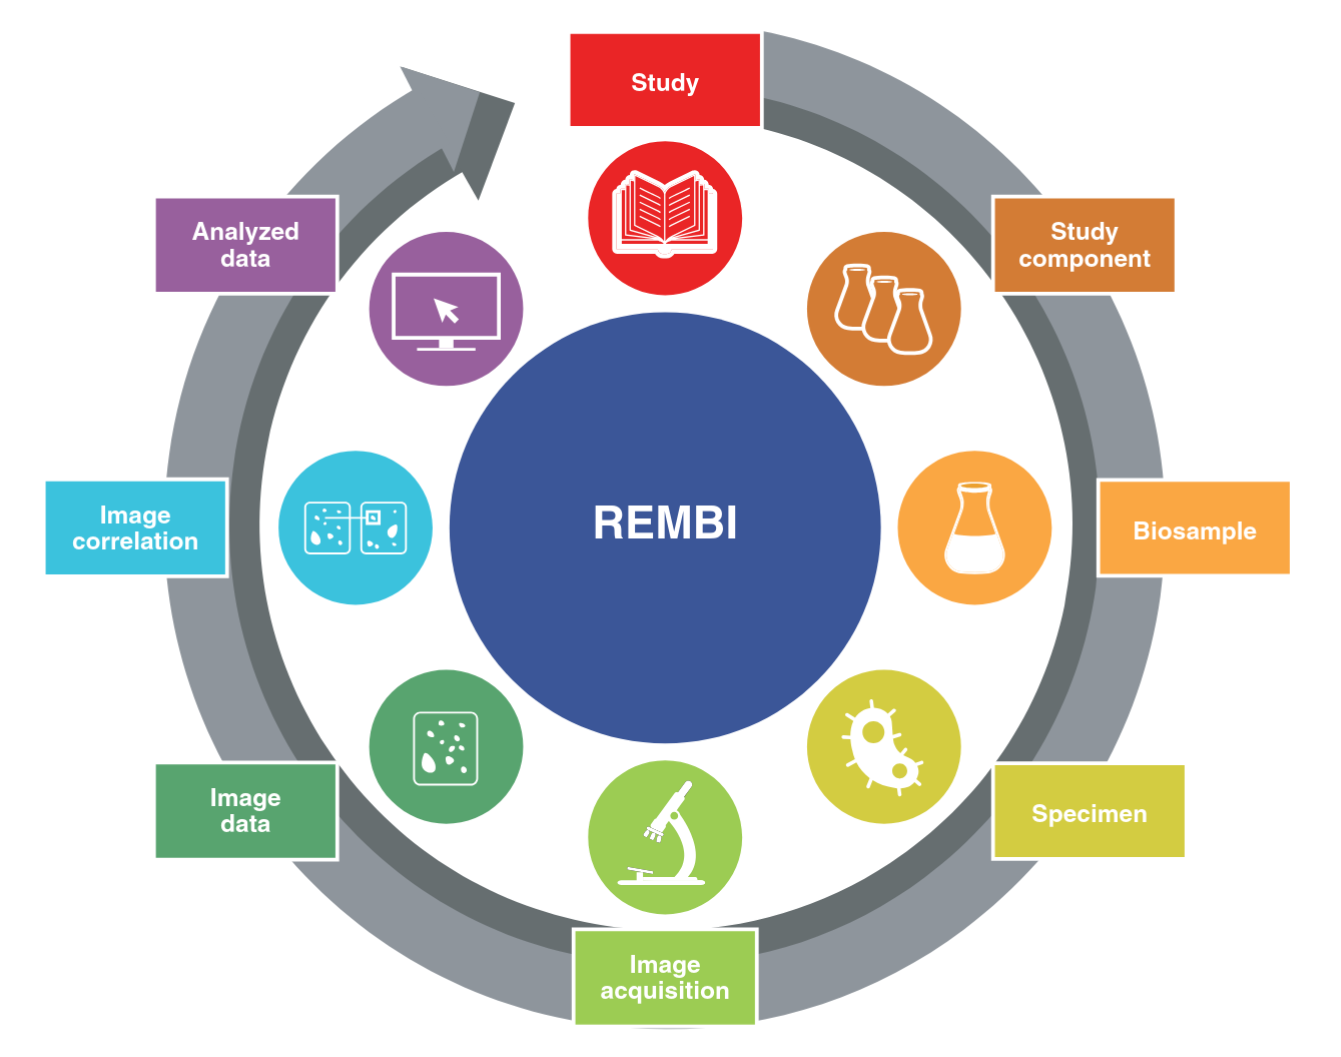 Study
Study
component
Biosample
Specimen
Image
acquisition
Image
data
Image
correlation
Analyzed
data
REMBI